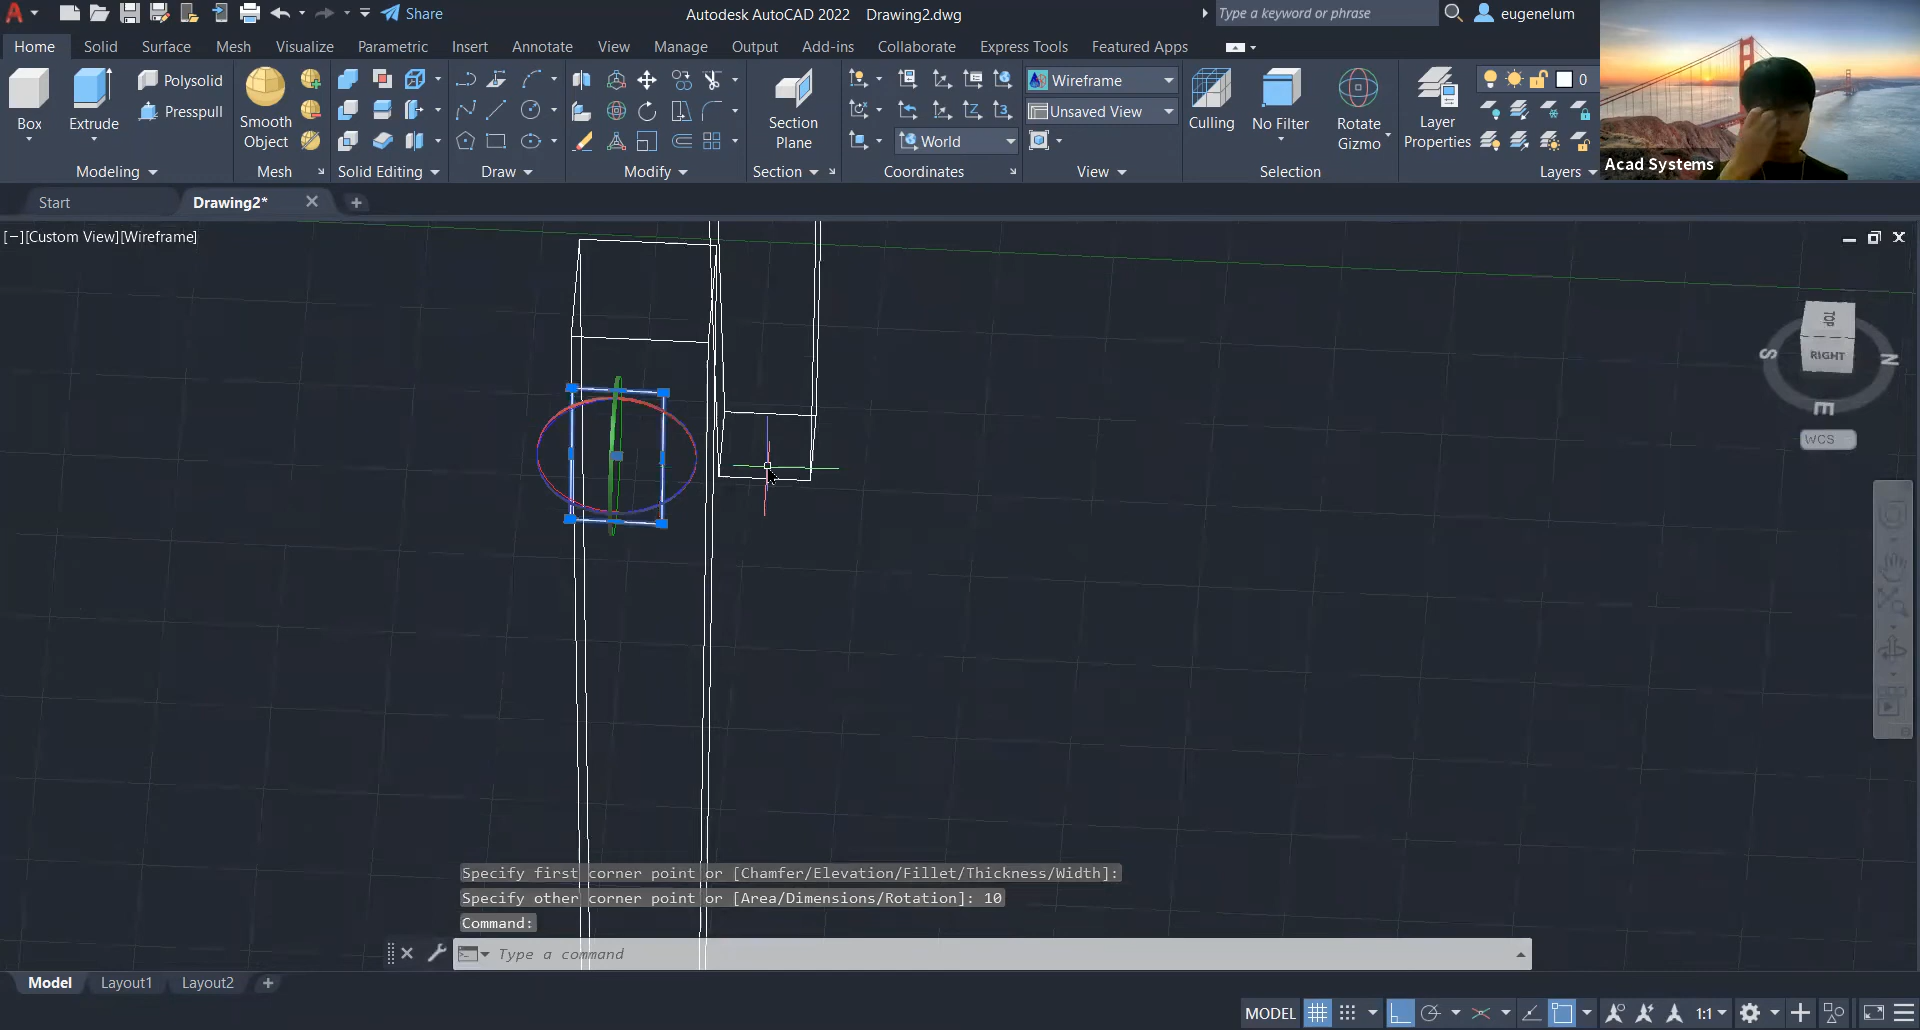 A Share Autodesk AutoCAD 2022 Drawing2.dwg Type a keyword or phrase eugenelum
Home Solid Surface Mesh Visualize Parametric Insert Annotate View Manage Output Add-ins Collaborate Express Tools Featured Apps
Box Extrude Polysolid Presspull
Smooth Object
Section Plane
World
Wireframe
Unsaved View
Culling No Filter Rotate Gizmo
Layer Properties
0
Modeling Mesh Solid Editing Draw Modify Section Coordinates View Selection Layers
Acad Systems
Start Drawing2* +
[−][Custom View][Wireframe]
TOP
RIGHT
S N E
WCS
Specify first corner point or [Chamfer/Elevation/Fillet/Thickness/Width]:
Specify other corner point or [Area/Dimensions/Rotation]: 10
Command:
Type a command
Model Layout1 Layout2 +
MODEL 1:1